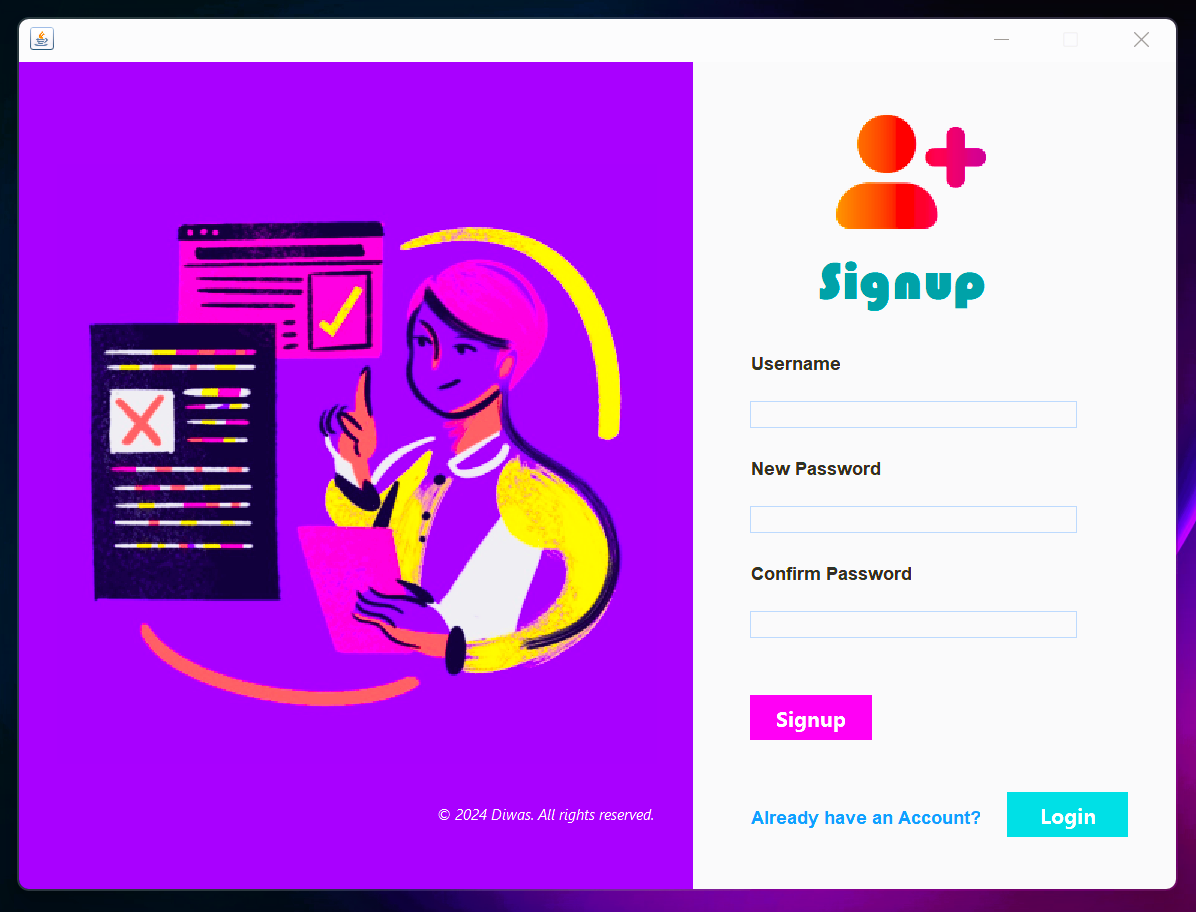 Signup
Username
New Password
Confirm Password
Signup
Already have an Account?
Login
© 2024 Diwas. All rights reserved.